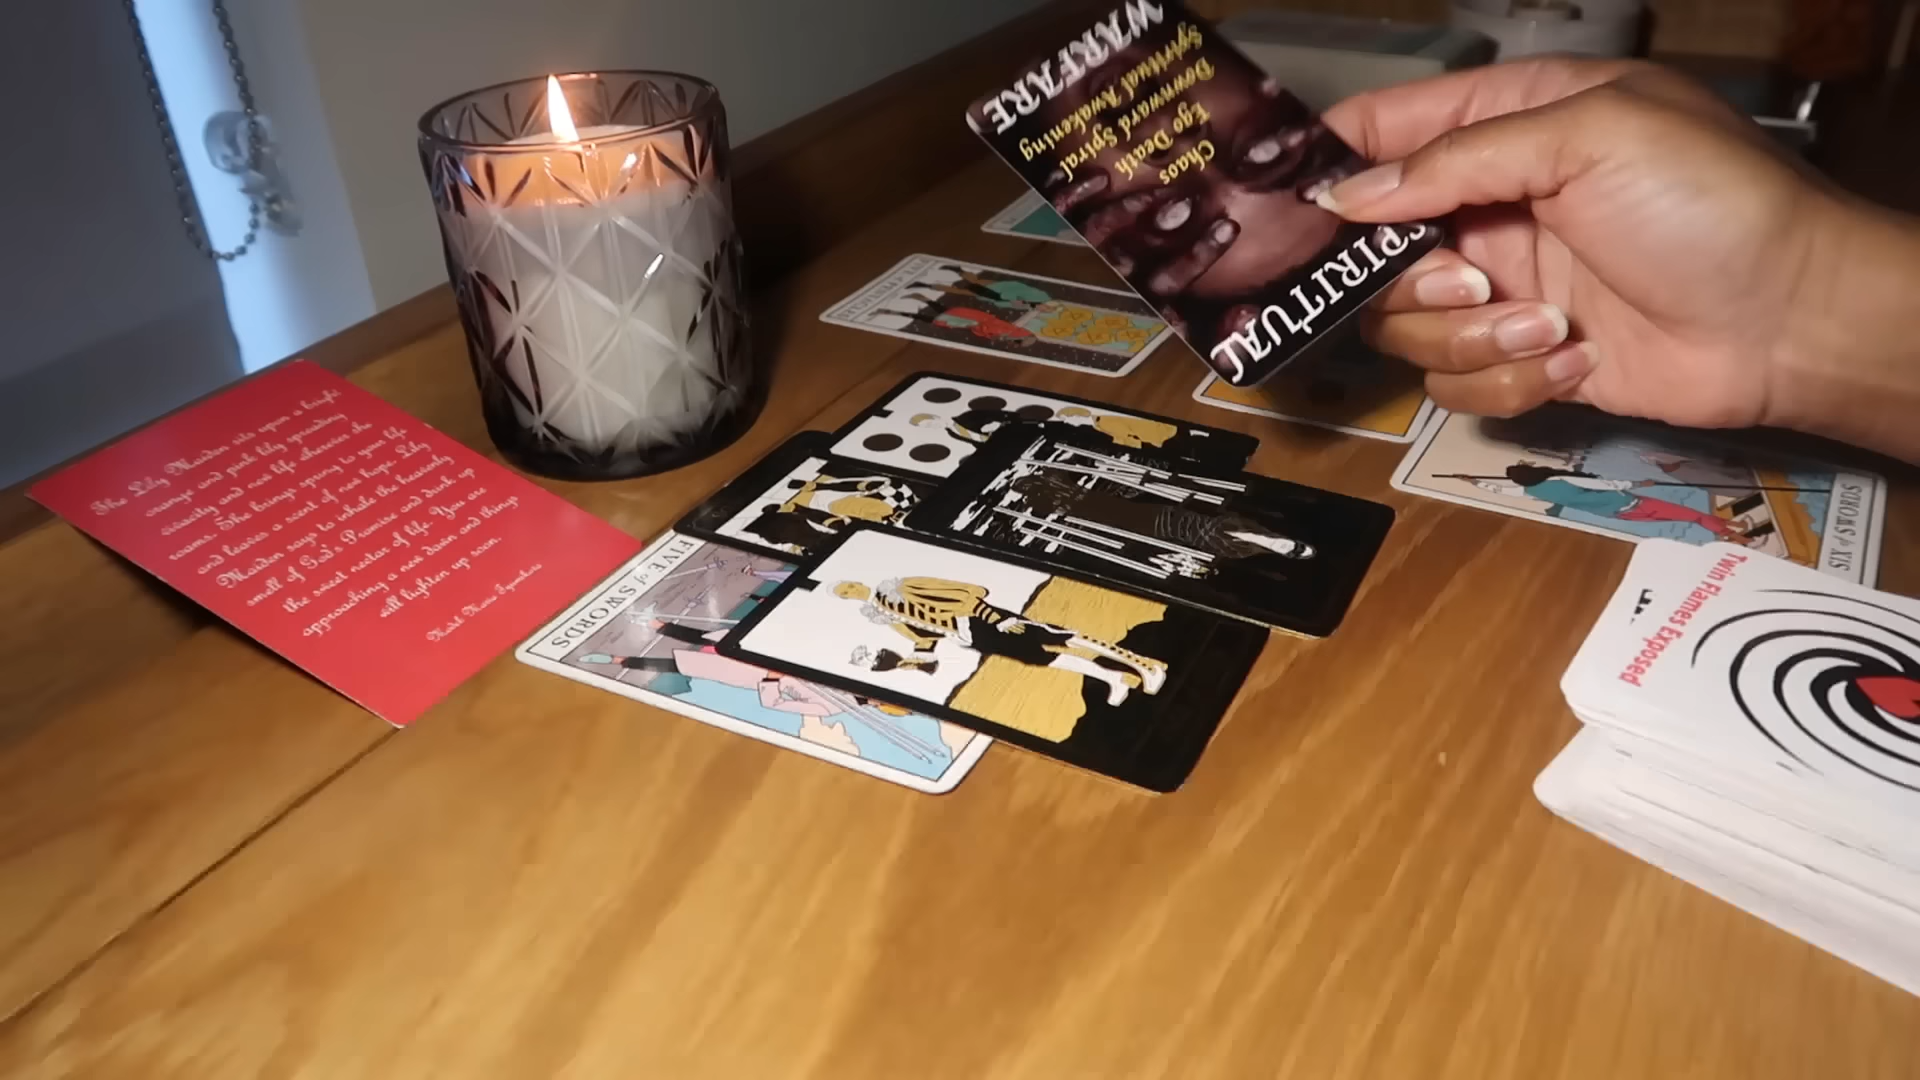 SPIRITUAL
WARFARE
Chaos
Ego Death
Downward Spiral
Spiritual Awakening
The Lily Maiden sits upon a bright
orange and pink lily spreading
vivacity and new life wherever she
roams. She brings spring to your life
and leaves a scent of new hope. Lily
Maiden says to inhale the heavenly
smell of God's Promise and drink up
the sweet nectar of life. You are
approaching a new dawn and things
will lighten up soon.
FIVE of SWORDS
SIX of SWORDS
Twin Flames Exposed